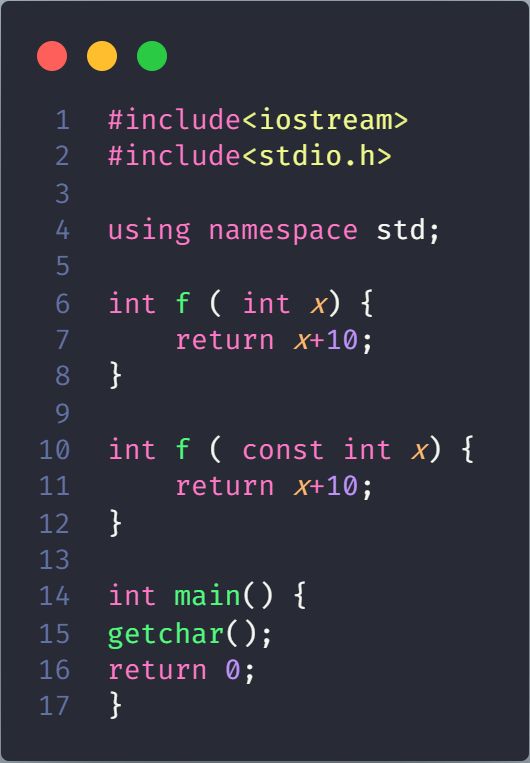 1 #include<iostream>
2 #include<stdio.h>
3
4 using namespace std;
5
6 int f ( int x) {
7     return x+10;
8 }
9
10 int f ( const int x) {
11     return x+10;
12 }
13
14 int main() {
15 getchar();
16 return 0;
17 }